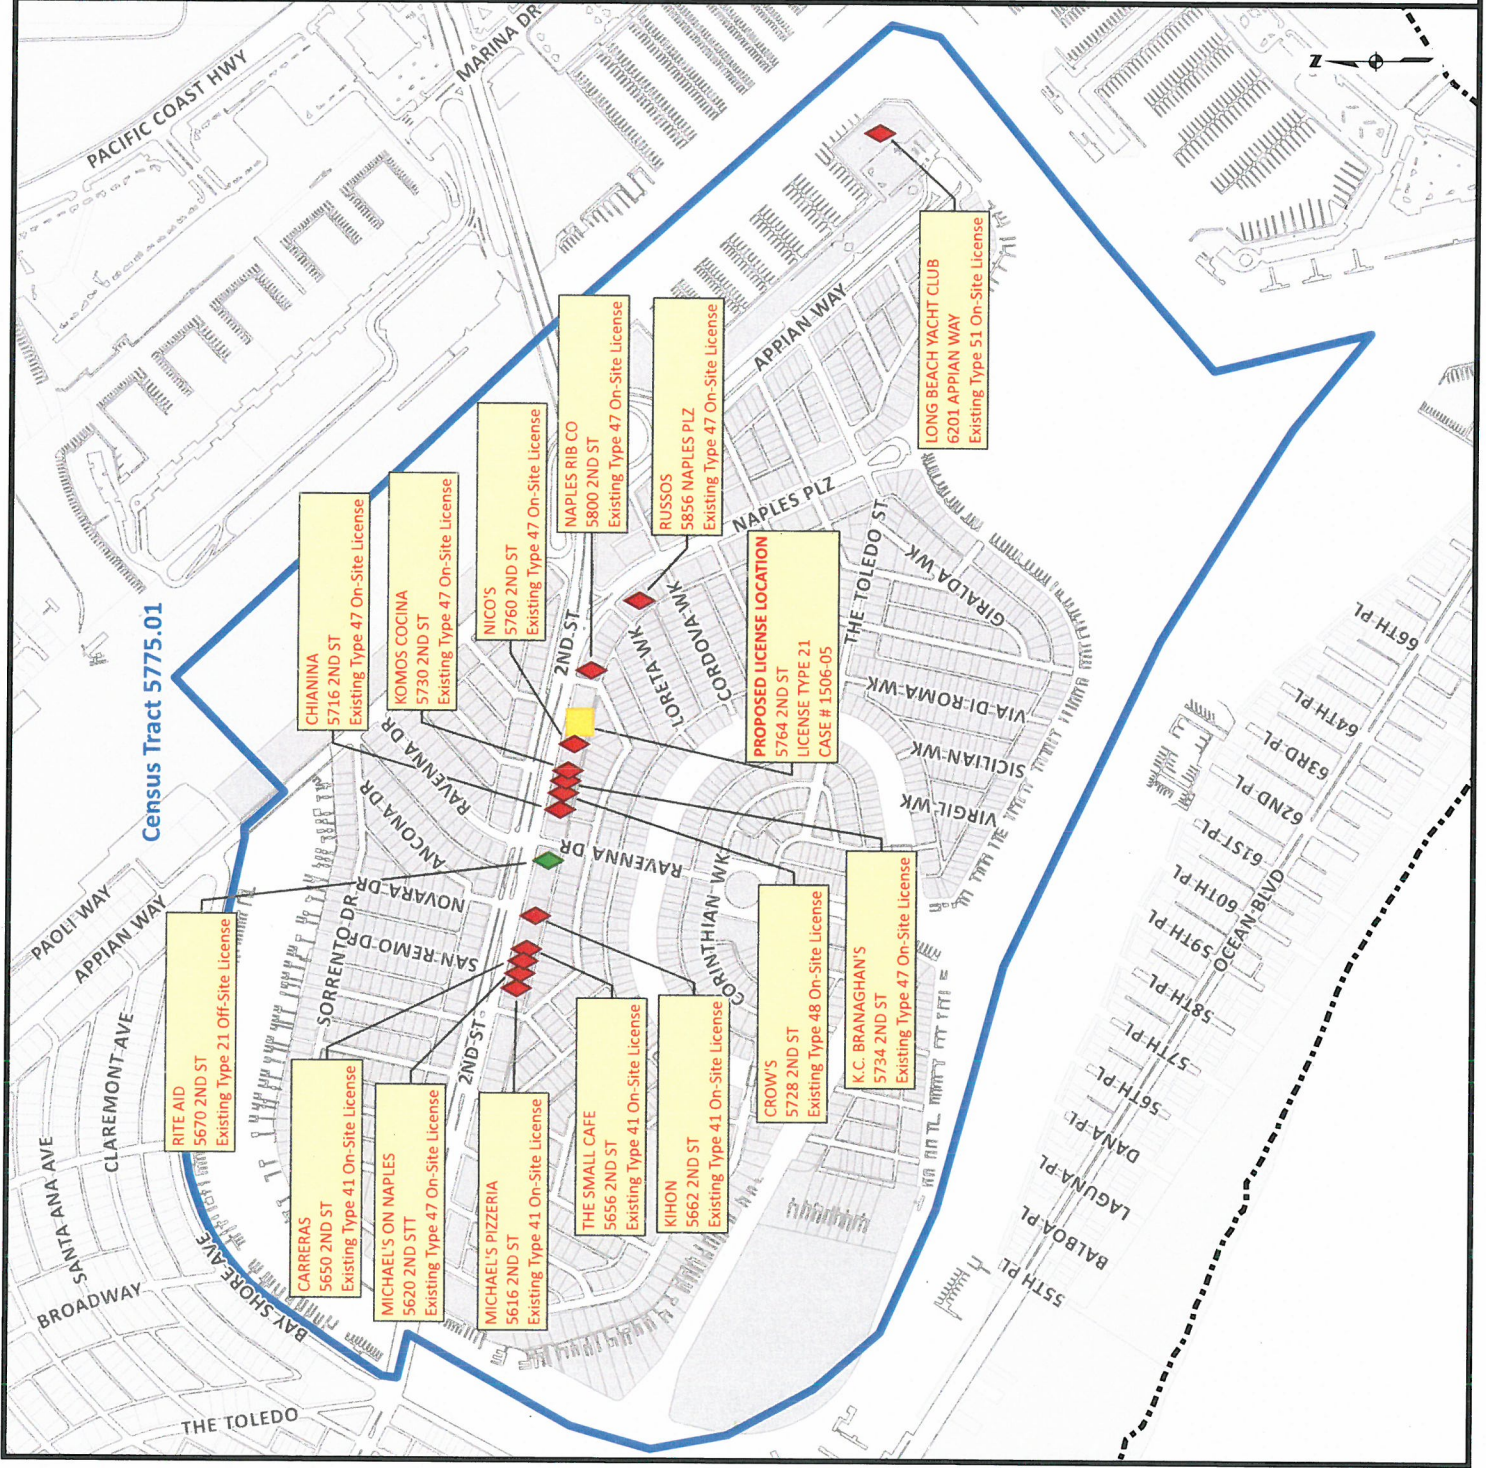 Census Tract 5775.01
PACIFIC COAST HWY
MARINA DR
N
PAOLI WAY
APPIAN WAY
CLAREMONT AVE
SANTA ANA AVE
BROADWAY
BAY SHORE AVE
THE TOLEDO
RITE AID
5670 2ND ST
Existing Type 21 Off-Site License
CARRERAS
5650 2ND ST
Existing Type 41 On-Site License
MICHAEL'S ON NAPLES
5620 2ND STT
Existing Type 47 On-Site License
MICHAEL'S PIZZERIA
5616 2ND ST
Existing Type 41 On-Site License
THE SMALL CAFE
5656 2ND ST
Existing Type 41 On-Site License
KIHON
5662 2ND ST
Existing Type 41 On-Site License
CROW'S
5728 2ND ST
Existing Type 48 On-Site License
K.C. BRANAGHAN'S
5734 2ND ST
Existing Type 47 On-Site License
CHIANINA
5716 2ND ST
Existing Type 47 On-Site License
KOMOS COCINA
5730 2ND ST
Existing Type 47 On-Site License
NICO'S
5760 2ND ST
Existing Type 47 On-Site License
NAPLES RIB CO
5800 2ND ST
Existing Type 47 On-Site License
RUSSOS
5856 NAPLES PLZ
Existing Type 47 On-Site License
PROPOSED LICENSE LOCATION
5764 2ND ST
LICENSE TYPE 21
CASE # 1506-05
LONG BEACH YACHT CLUB
6201 APPIAN WAY
Existing Type 51 On-Site License
SORRENTO DR
SAN REMO DR
NOVARA DR
ANCONA DR
RAVENNA DR
2ND ST
2ND ST
RAVENNA DR
CORINTHIAN WK
LORETA WK
CORDOVA WK
NAPLES PLZ
APPIAN WAY
THE TOLEDO ST
GIRALDA WK
VIA DI ROMA WK
SICILIAN WK
VIRGIL WK
OCEAN BLVD
55TH PL
BALBOA PL
LAGUNA PL
DANA PL
56TH PL
57TH PL
58TH PL
59TH PL
60TH PL
61ST PL
62ND PL
63RD PL
64TH PL
66TH PL